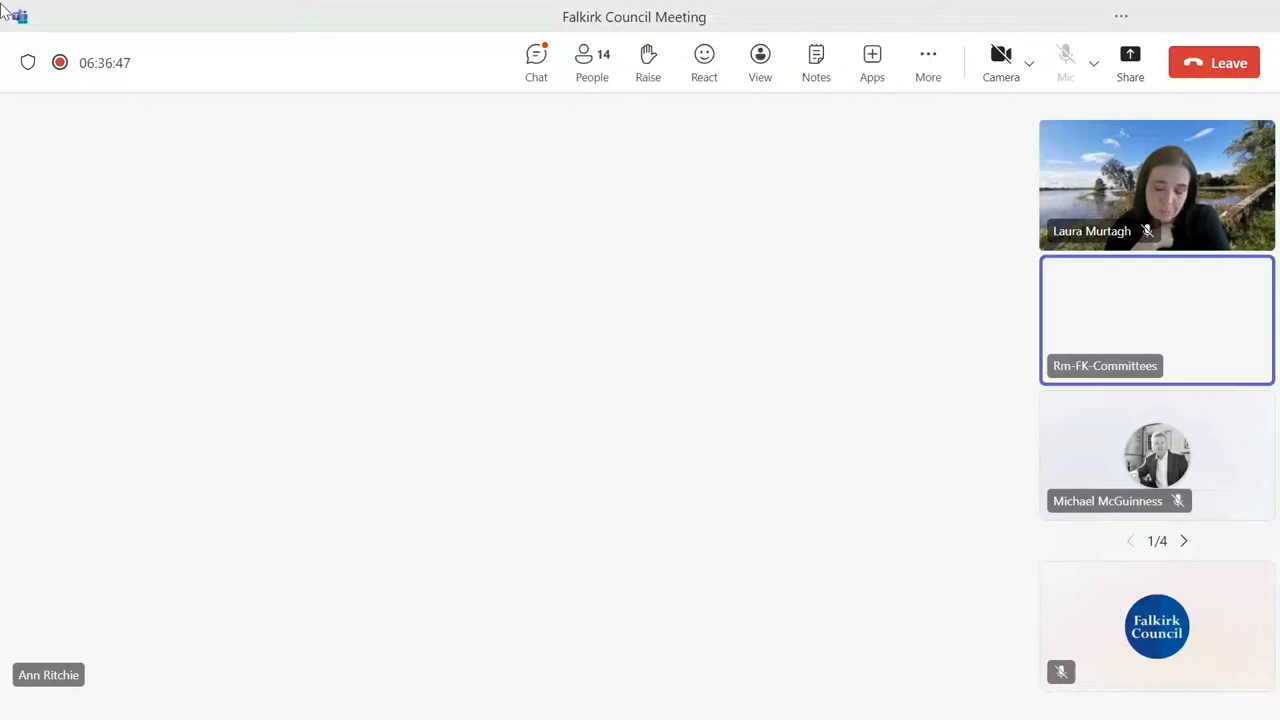 Falkirk Council Meeting
06:36:47
Chat
14
People
Raise
React
View
Notes
Apps
More
Camera
Mic
Share
Leave
Laura Murtagh
Rm-FK-Committees
Michael McGuinness
1/4
Falkirk
Council
Ann Ritchie